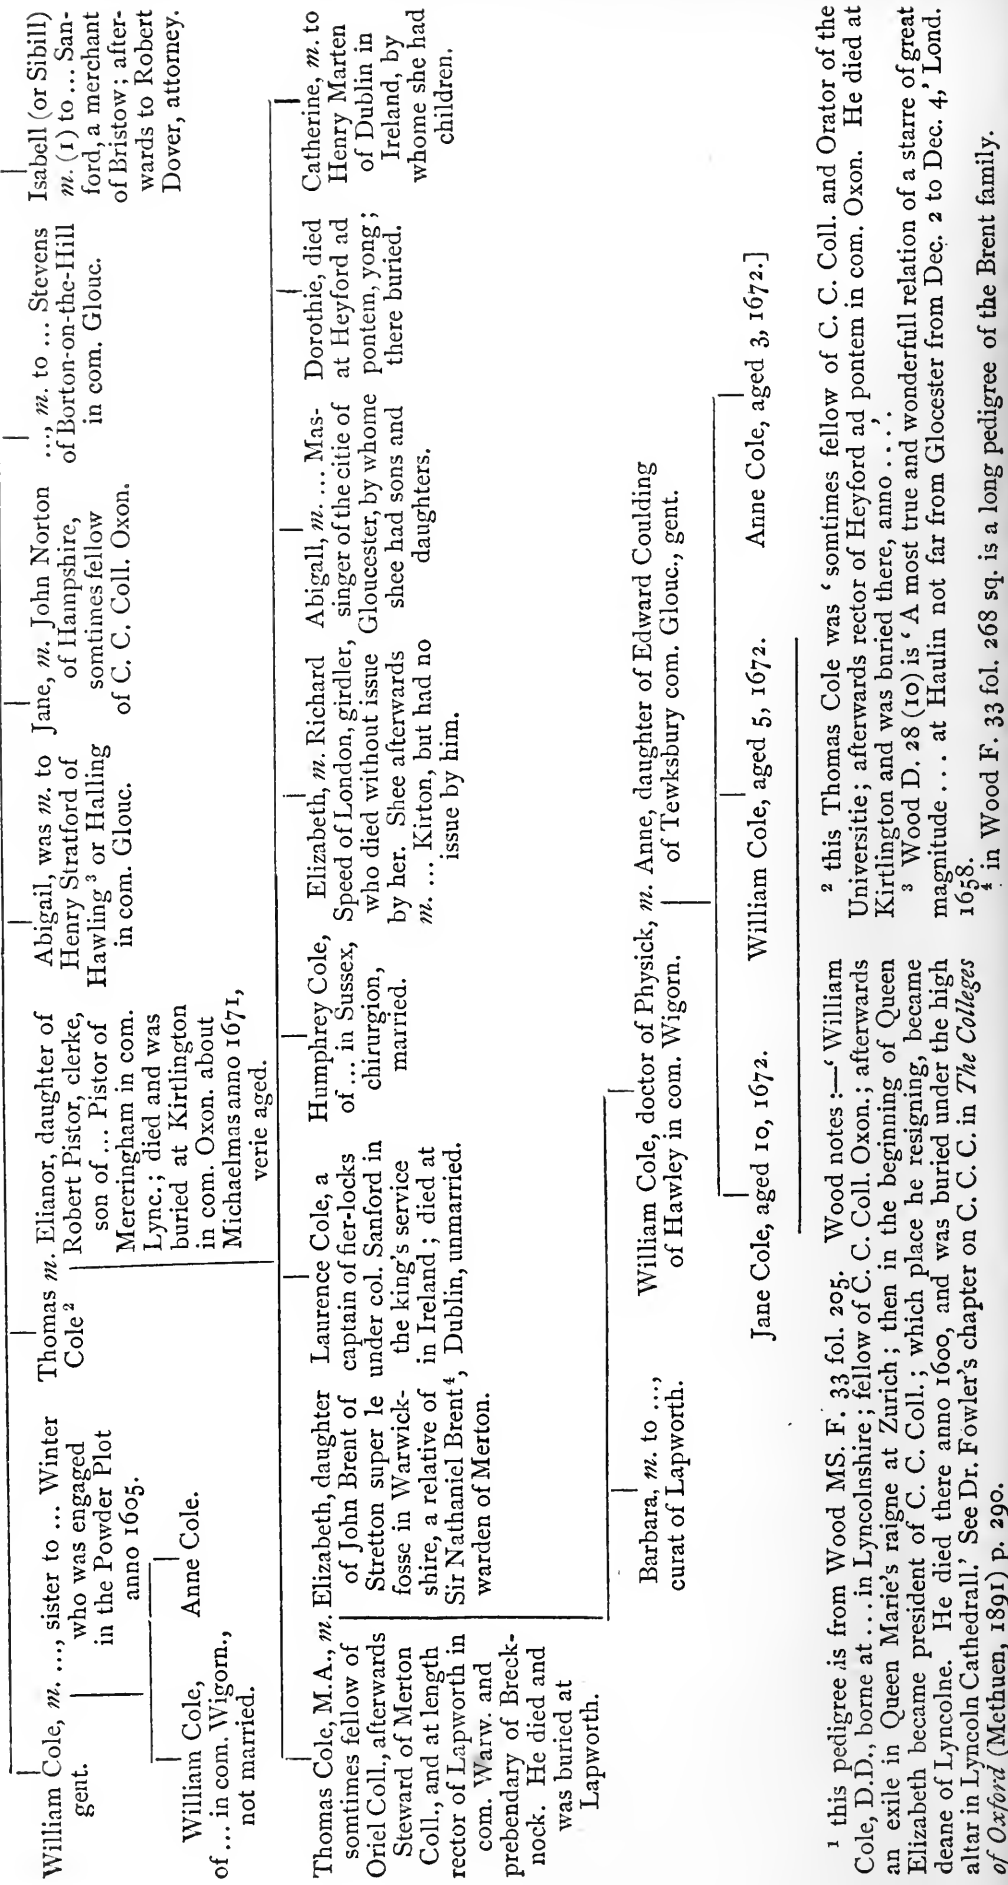 William Cole, m. ..., sister to ... Winter
gent.
who was engaged
in the Powder Plot
anno 1605.
Thomas m. Elianor, daughter of
Cole ²
Robert Pistor, clerke,
son of ... Pistor of
Mereringham in com.
Lync.; died and was
buried at Kirtlington
in com. Oxon. about
Michaelmas anno 1671,
verie aged.
Abigail, was m. to
Henry Stratford of
Hawling ³ or Halling
in com. Glouc.
Jane, m. John Norton
of Hampshire,
somtimes fellow
of C. C. Coll. Oxon.
..., m. to ... Stevens
of Borton-on-the-Hill
in com. Glouc.
Isabell (or Sibill)
m. (1) to ... San-
ford, a merchant
of Bristow; after-
wards to Robert
Dover, attorney.
William Cole,
of ... in com. Wigorn.,
not married.
Anne Cole.
Thomas Cole, M.A., m. Elizabeth, daughter
somtimes fellow of
Oriel Coll., afterwards
Steward of Merton
Coll., and at length
rector of Lapworth in
com. Warw. and
prebendary of Breck-
nock. He died and
was buried at
Lapworth.
of John Brent of
Stretton super le
fosse in Warwick-
shire, a relative of
Sir Nathaniel Brent ⁴,
warden of Merton.
Laurence Cole, a
captain of fier-locks
under col. Sanford in
the king's service
in Ireland; died at
Dublin, unmarried.
Humphrey Cole,
of ... in Sussex,
chirurgion,
married.
Elizabeth, m. Richard
Speed of London, girdler,
who died without issue
by her. Shee afterwards
m. ... Kirton, but had no
issue by him.
Abigall, m. ... Mas-
singer of the citie of
Gloucester, by whome
shee had sons and
daughters.
Dorothie, died
at Heyford ad
pontem, yong;
there buried.
Catherine, m. to
Henry Marten
of Dublin in
Ireland, by
whome she had
children.
Barbara, m. to ...,
curat of Lapworth.
William Cole, doctor of Physick, m. Anne, daughter of Edward Coulding
of Hawley in com. Wigorn.
of Tewksbury com. Glouc., gent.
Jane Cole, aged 10, 1672.
William Cole, aged 5, 1672.
Anne Cole, aged 3, 1672.]
¹ this pedigree is from Wood MS. F. 33 fol. 205. Wood notes:—' William
Cole, D.D., borne at ... in Lyncolnshire; fellow of C. C. Coll. Oxon.; afterwards
an exile in Queen Marie's raigne at Zurich; then in the beginning of Queen
Elizabeth became president of C. C. Coll.; which place he resigning, became
deane of Lyncolne. He died there anno 1600, and was buried under the high
altar in Lyncoln Cathedrall.' See Dr. Fowler's chapter on C. C. C. in The Colleges
of Oxford (Methuen, 1891) p. 290.
² this Thomas Cole was ' somtimes fellow of C. C. Coll. and Orator of the
Universitie; afterwards rector of Heyford ad pontem in com. Oxon. He died at
Kirtlington and was buried there, anno ....'
³ Wood D. 28 (10) is ' A most true and wonderfull relation of a starre of great
magnitude ... at Haulin not far from Glocester from Dec. 2 to Dec. 4,' Lond.
1658.
⁴ in Wood F. 33 fol. 268 sq. is a long pedigree of the Brent family.